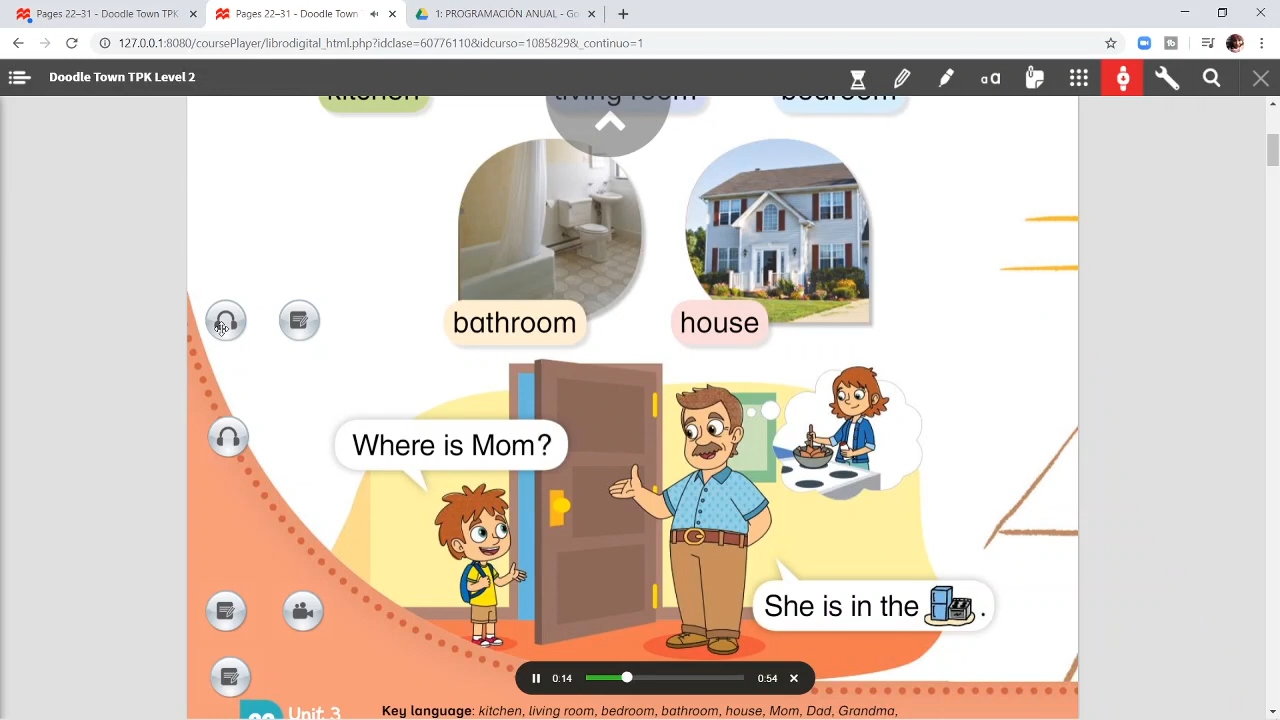 Pages 22–31 - Doodle Town TPK
Pages 22–31 - Doodle Town
1: PROGRAMACIÓN ANUAL - Go
127.0.0.1:8080/coursePlayer/librodigital_html.php?idclase=60776110&idcurso=1085829&_continuo=1
Doodle Town TPK Level 2
aa
kitchen living room bedroom
bathroom house
Where is Mom?
She is in the .
0:14 0:54
Unit 3
Key language: kitchen, living room, bedroom, bathroom, house, Mom, Dad, Grandma,